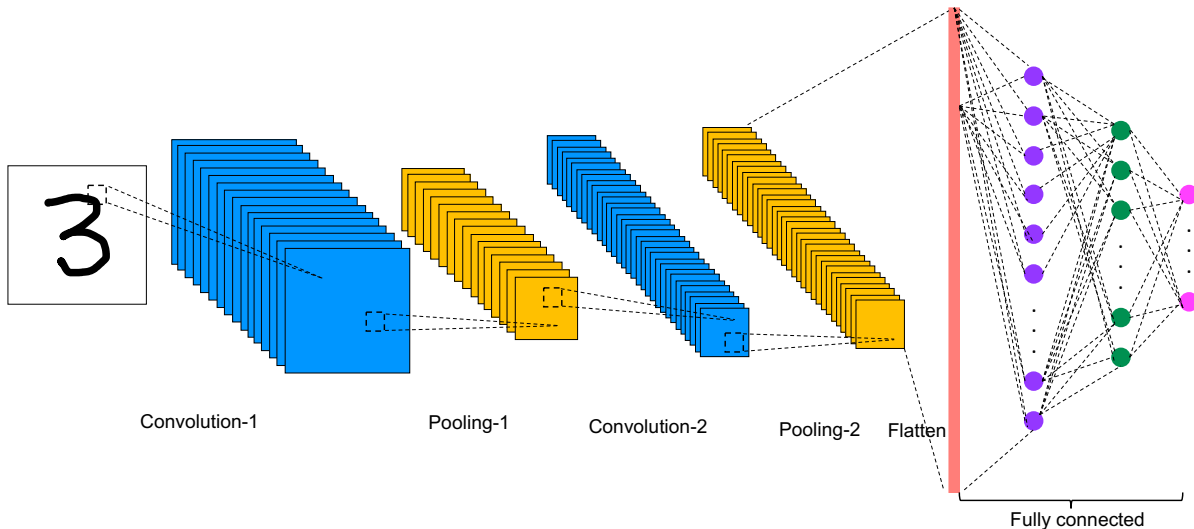 3
Convolution-1
Pooling-1
Convolution-2
Pooling-2
Flatten
Fully connected